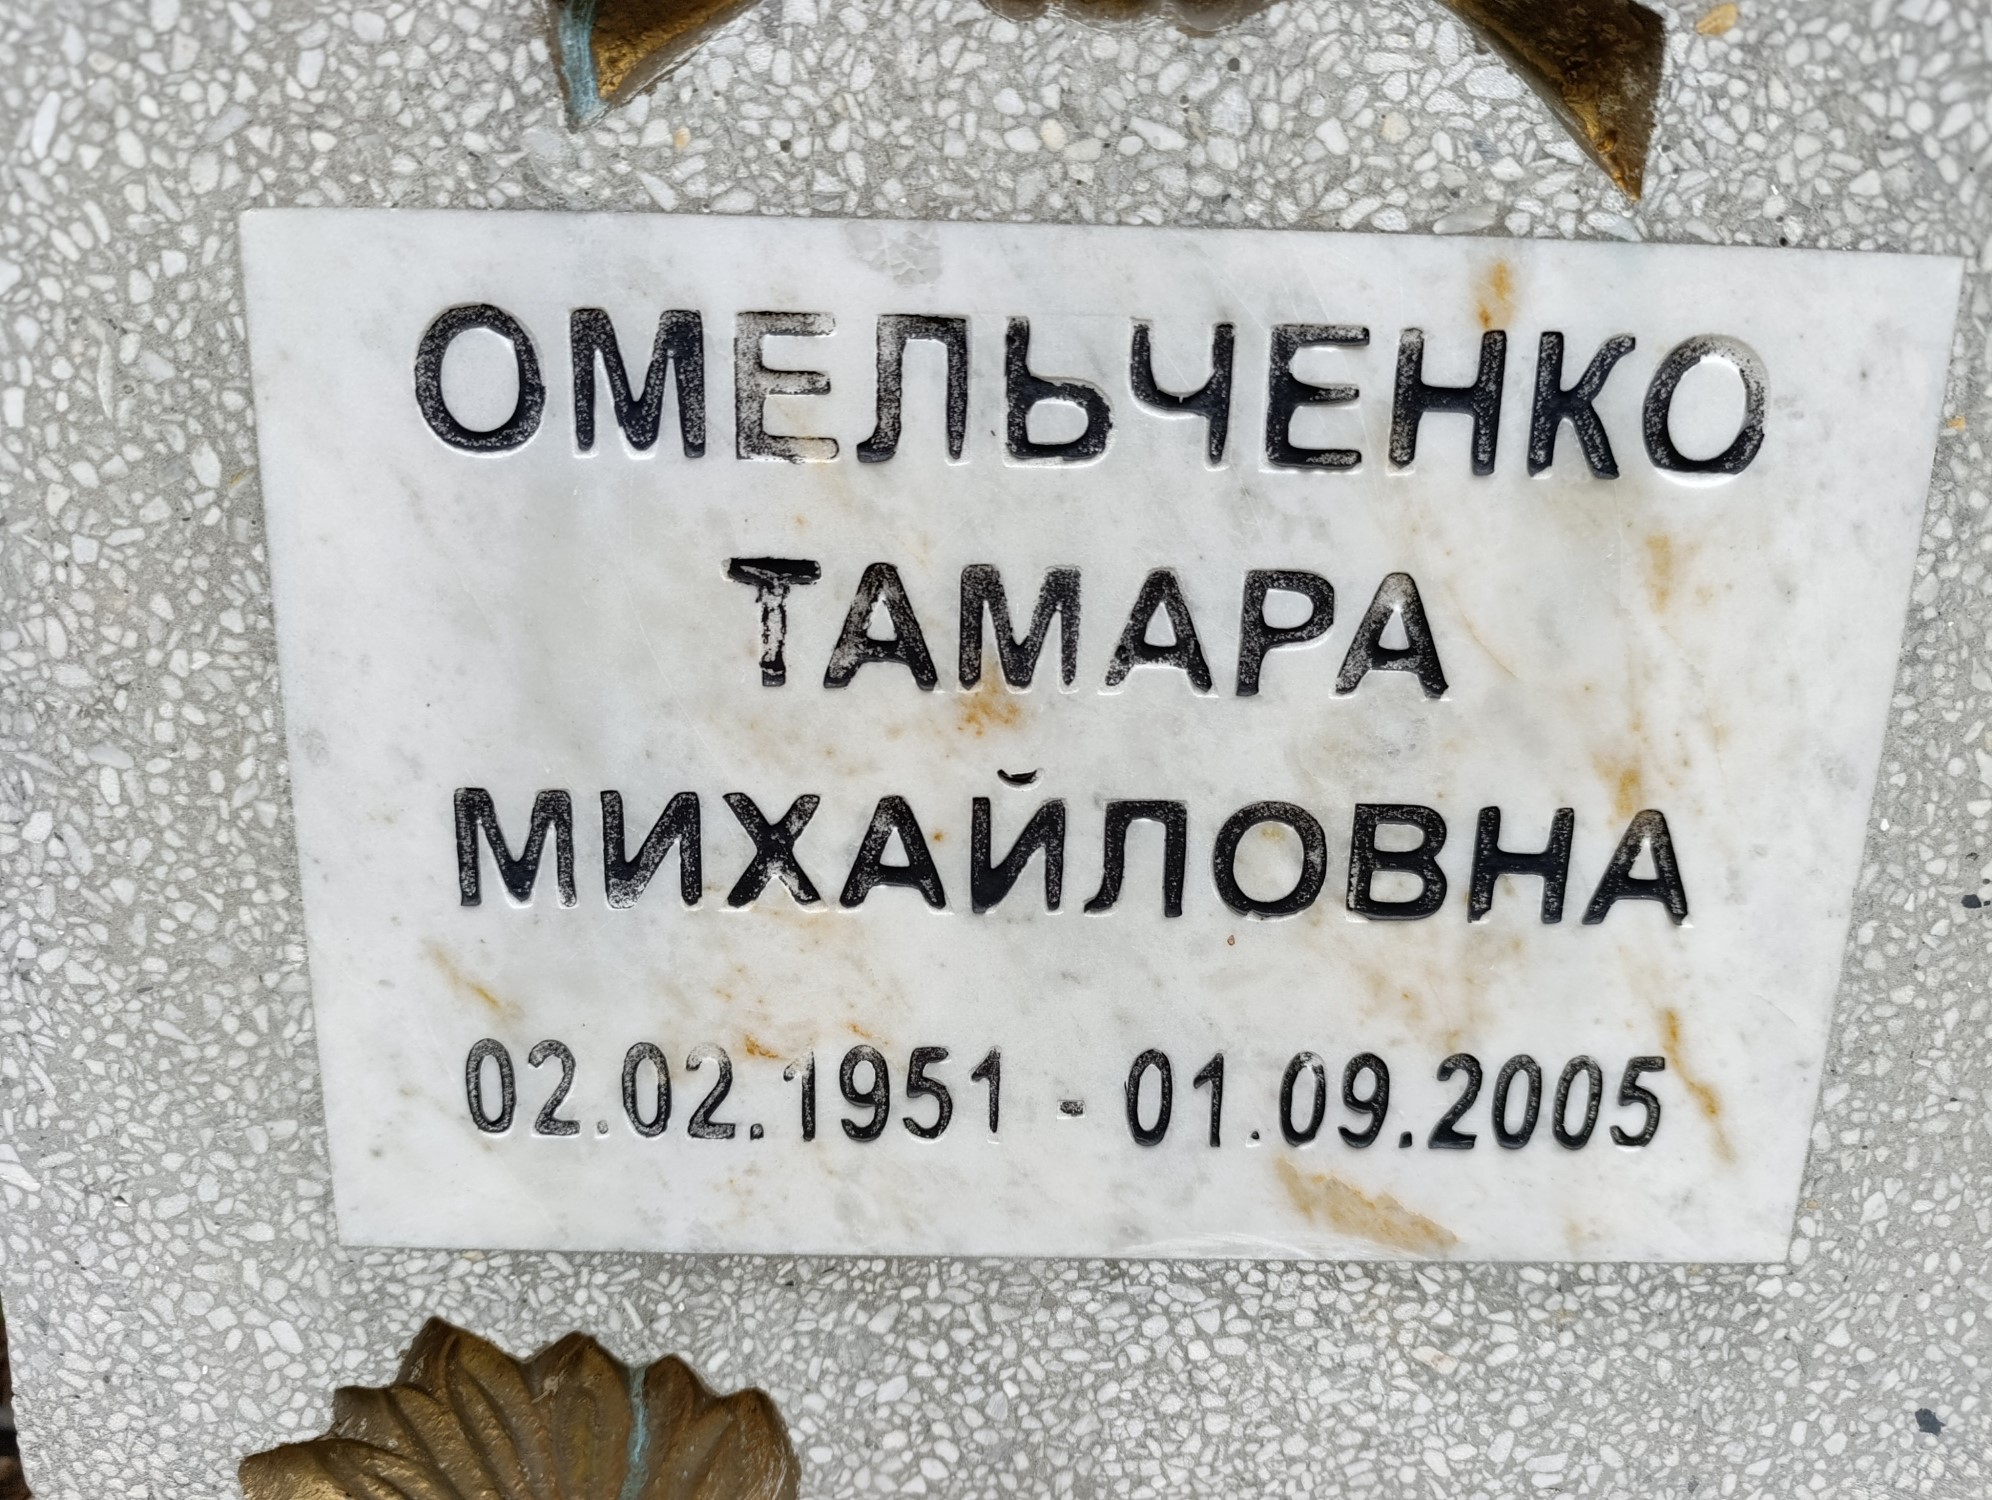 ОМЕЛЬЧЕНКО
ТАМАРА
МИХАЙЛОВНА
02.02.1951 - 01.09.2005